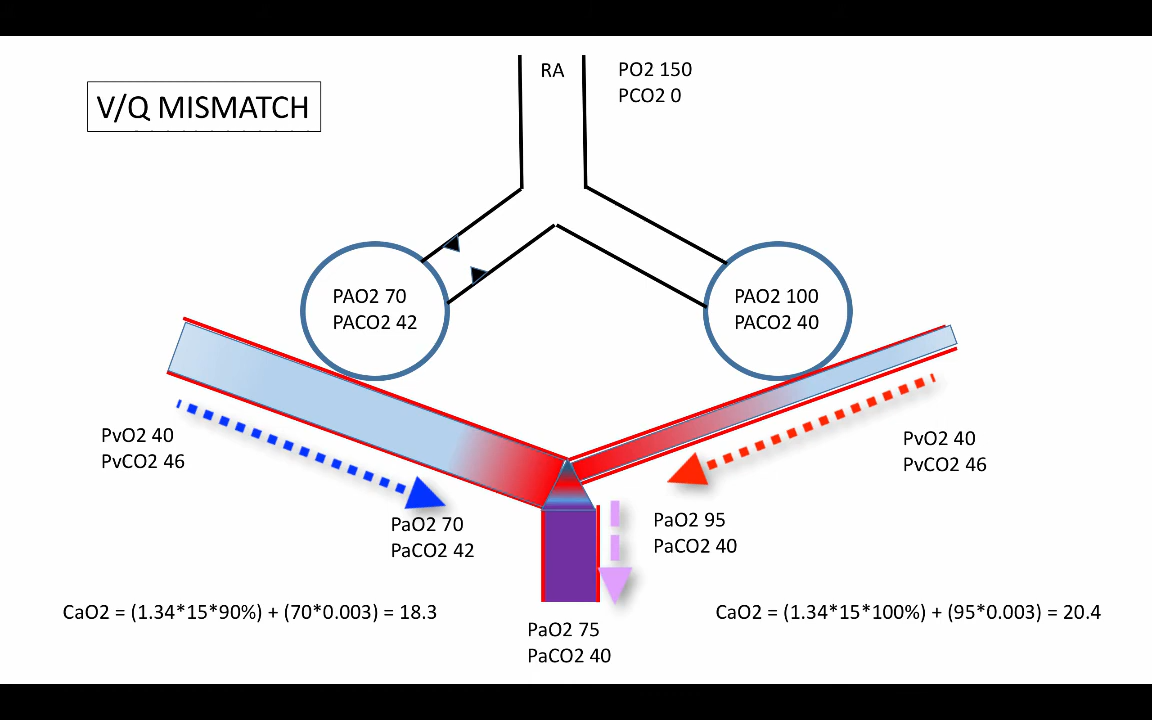 V/Q MISMATCH
RA
PO2 150
PCO2 0
PAO2 70
PACO2 42
PAO2 100
PACO2 40
PvO2 40
PvCO2 46
PvO2 40
PvCO2 46
PaO2 70
PaCO2 42
PaO2 95
PaCO2 40
CaO2 = (1.34*15*90%) + (70*0.003) = 18.3
CaO2 = (1.34*15*100%) + (95*0.003) = 20.4
PaO2 75
PaCO2 40